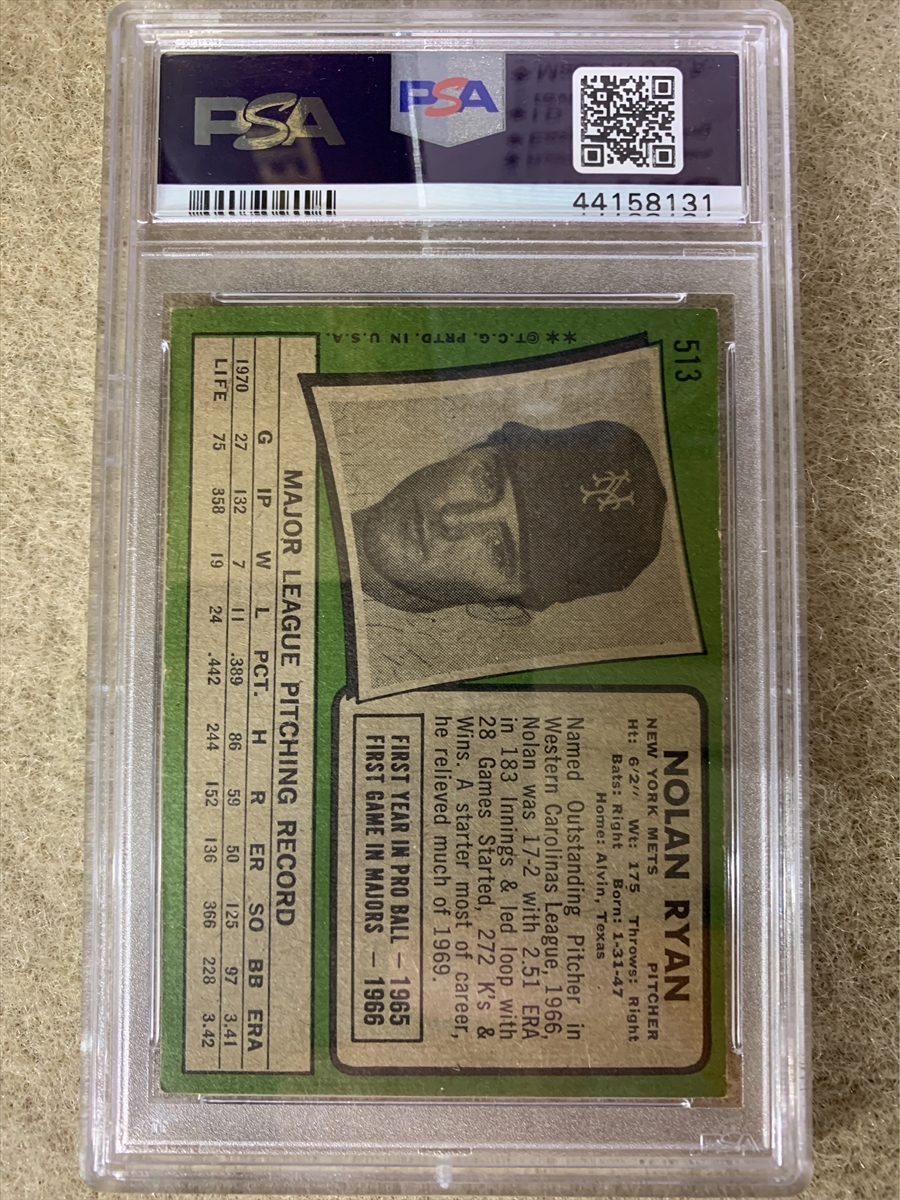 PSA
PSA
44158131
513
**©T.C.G. PRTD. IN U.S.A.
NY
NOLAN RYAN
NEW YORK METS PITCHER
Ht: 6'2" Wt: 175 Throws: Right
Bats: Right Born: 1-31-47
Home: Alvin, Texas
Named Outstanding Pitcher in
Western Carolinas League, 1966,
Nolan was 17-2 with 2.51 ERA
in 183 Innings & led loop with
28 Games Started, 272 K's &
Wins. A starter most of career,
he relieved much of 1969.
FIRST YEAR IN PRO BALL — 1965
FIRST GAME IN MAJORS — 1966
MAJOR LEAGUE PITCHING RECORD
G IP W L PCT. H R ER SO BB ERA
1970 27 132 7 11 .389 86 59 50 125 97 3.41
LIFE 75 358 19 24 .442 244 152 136 366 228 3.42
PSA